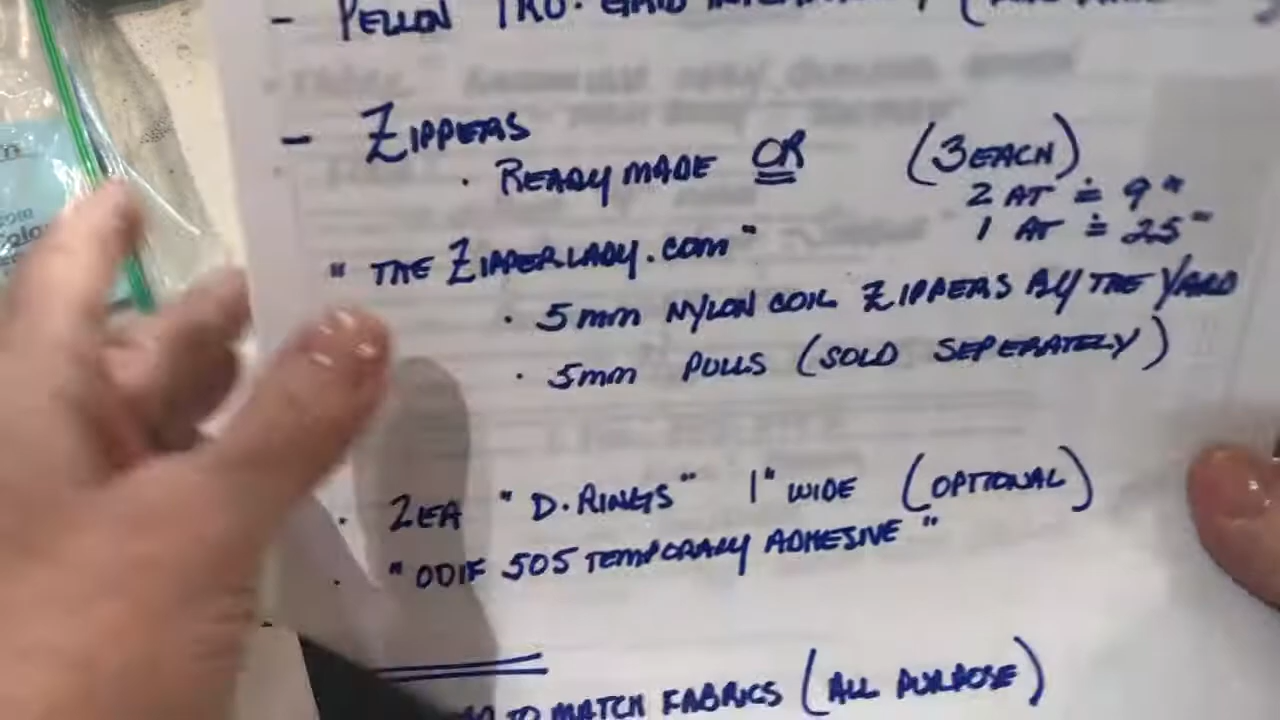 - PELLON
- ZIPPERS
· READY MADE OR (3 EACH)
2 AT ≐ 9"
1 AT ≐ 25"
"THE ZIPPERLADY.COM"
· 5mm NYLON COIL ZIPPERS BY THE YARD
· 5mm PULLS (SOLD SEPERATELY)
· 2EA "D.RINGS" 1" WIDE (OPTIONAL)
· "ODIF 505 TEMPORARY ADHESIVE"
TO MATCH FABRICS (ALL PURPOSE)